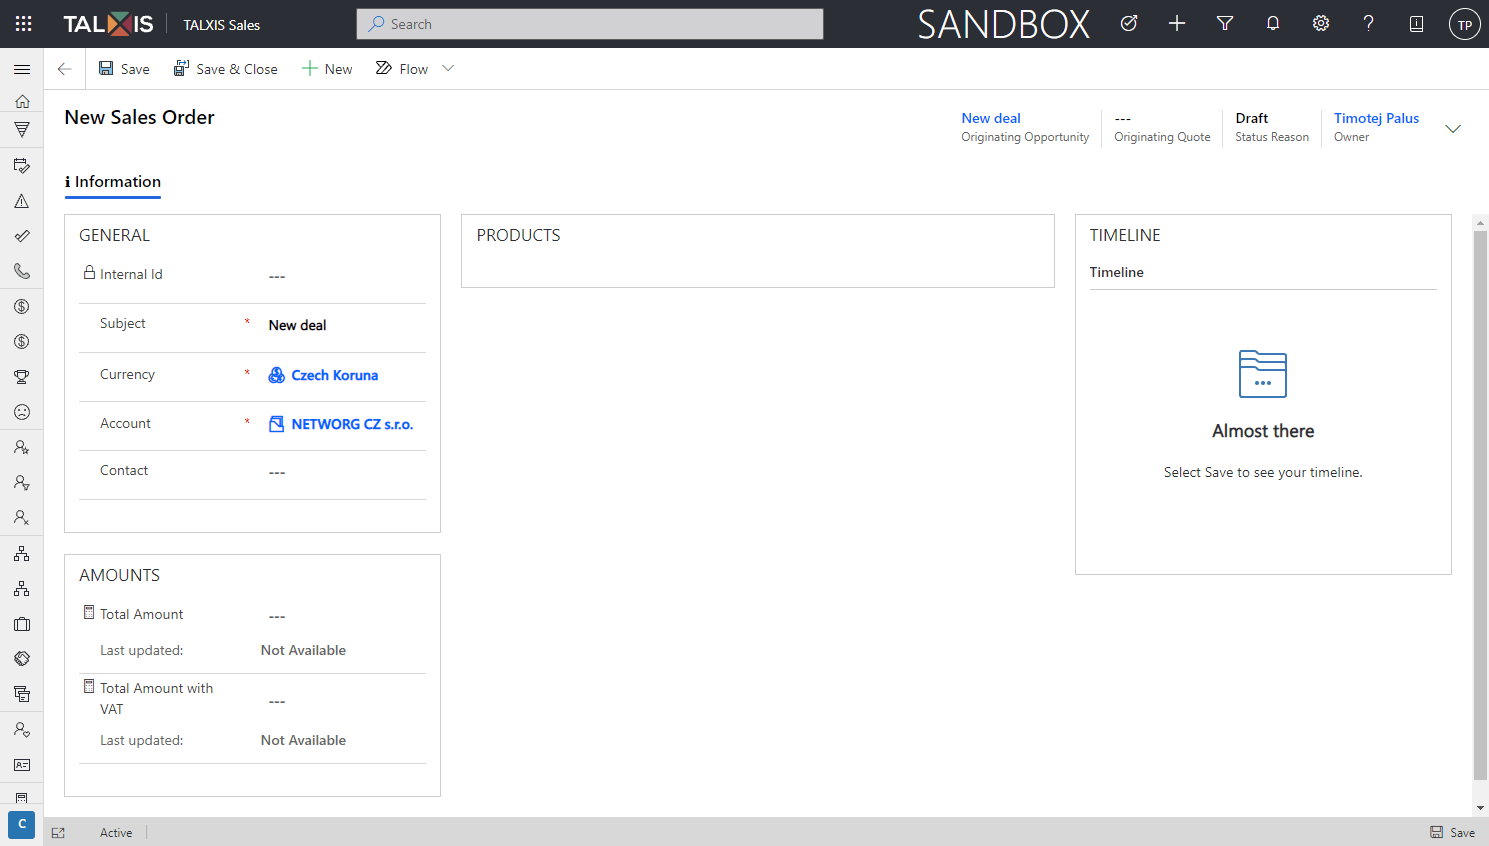 TALXIS
TALXIS Sales
Search
SANDBOX
TP
Save
Save & Close
New
Flow
New Sales Order
New deal
Originating Opportunity
---
Originating Quote
Draft
Status Reason
Timotej Palus
Owner
Information
GENERAL
Internal Id ---
Subject * New deal
Currency * Czech Koruna
Account * NETWORG CZ s.r.o.
Contact ---
AMOUNTS
Total Amount ---
Last updated: Not Available
Total Amount with
VAT
---
Last updated: Not Available
PRODUCTS
TIMELINE
Timeline
Almost there
Select Save to see your timeline.
C
Active
Save